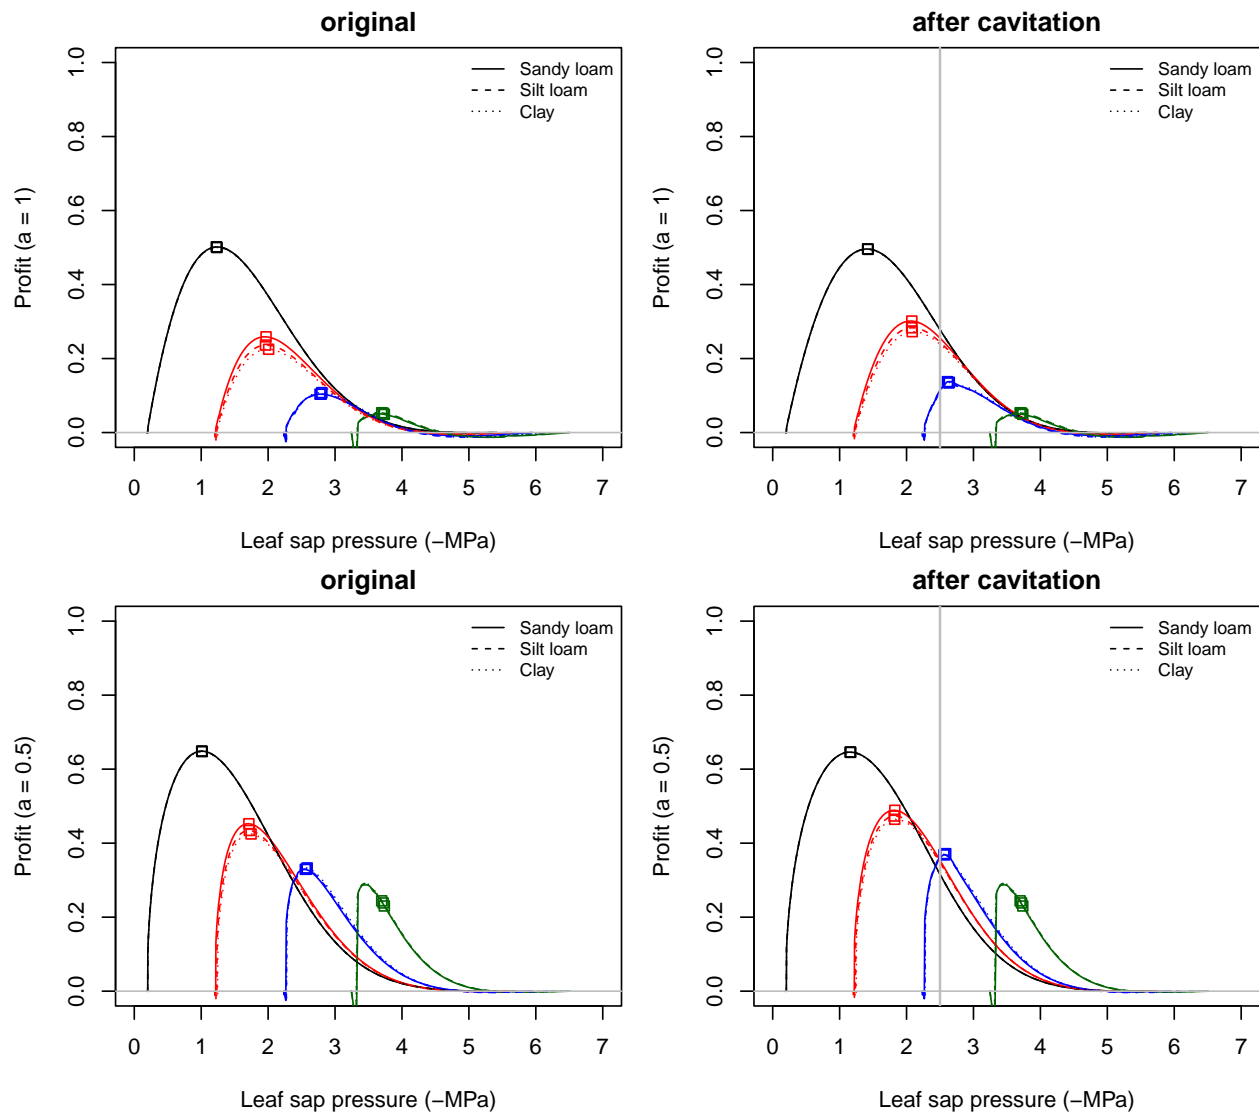 original
1.0
0.8
0.6
0.4
0.2
0.0
Profit (a = 1)
Sandy loam
Silt loam
Clay
0 1 2 3 4 5 6 7
Leaf sap pressure (−MPa)
after cavitation
1.0
0.8
0.6
0.4
0.2
0.0
Profit (a = 1)
Sandy loam
Silt loam
Clay
0 1 2 3 4 5 6 7
Leaf sap pressure (−MPa)
original
1.0
0.8
0.6
0.4
0.2
0.0
Profit (a = 0.5)
Sandy loam
Silt loam
Clay
0 1 2 3 4 5 6 7
Leaf sap pressure (−MPa)
after cavitation
1.0
0.8
0.6
0.4
0.2
0.0
Profit (a = 0.5)
Sandy loam
Silt loam
Clay
0 1 2 3 4 5 6 7
Leaf sap pressure (−MPa)